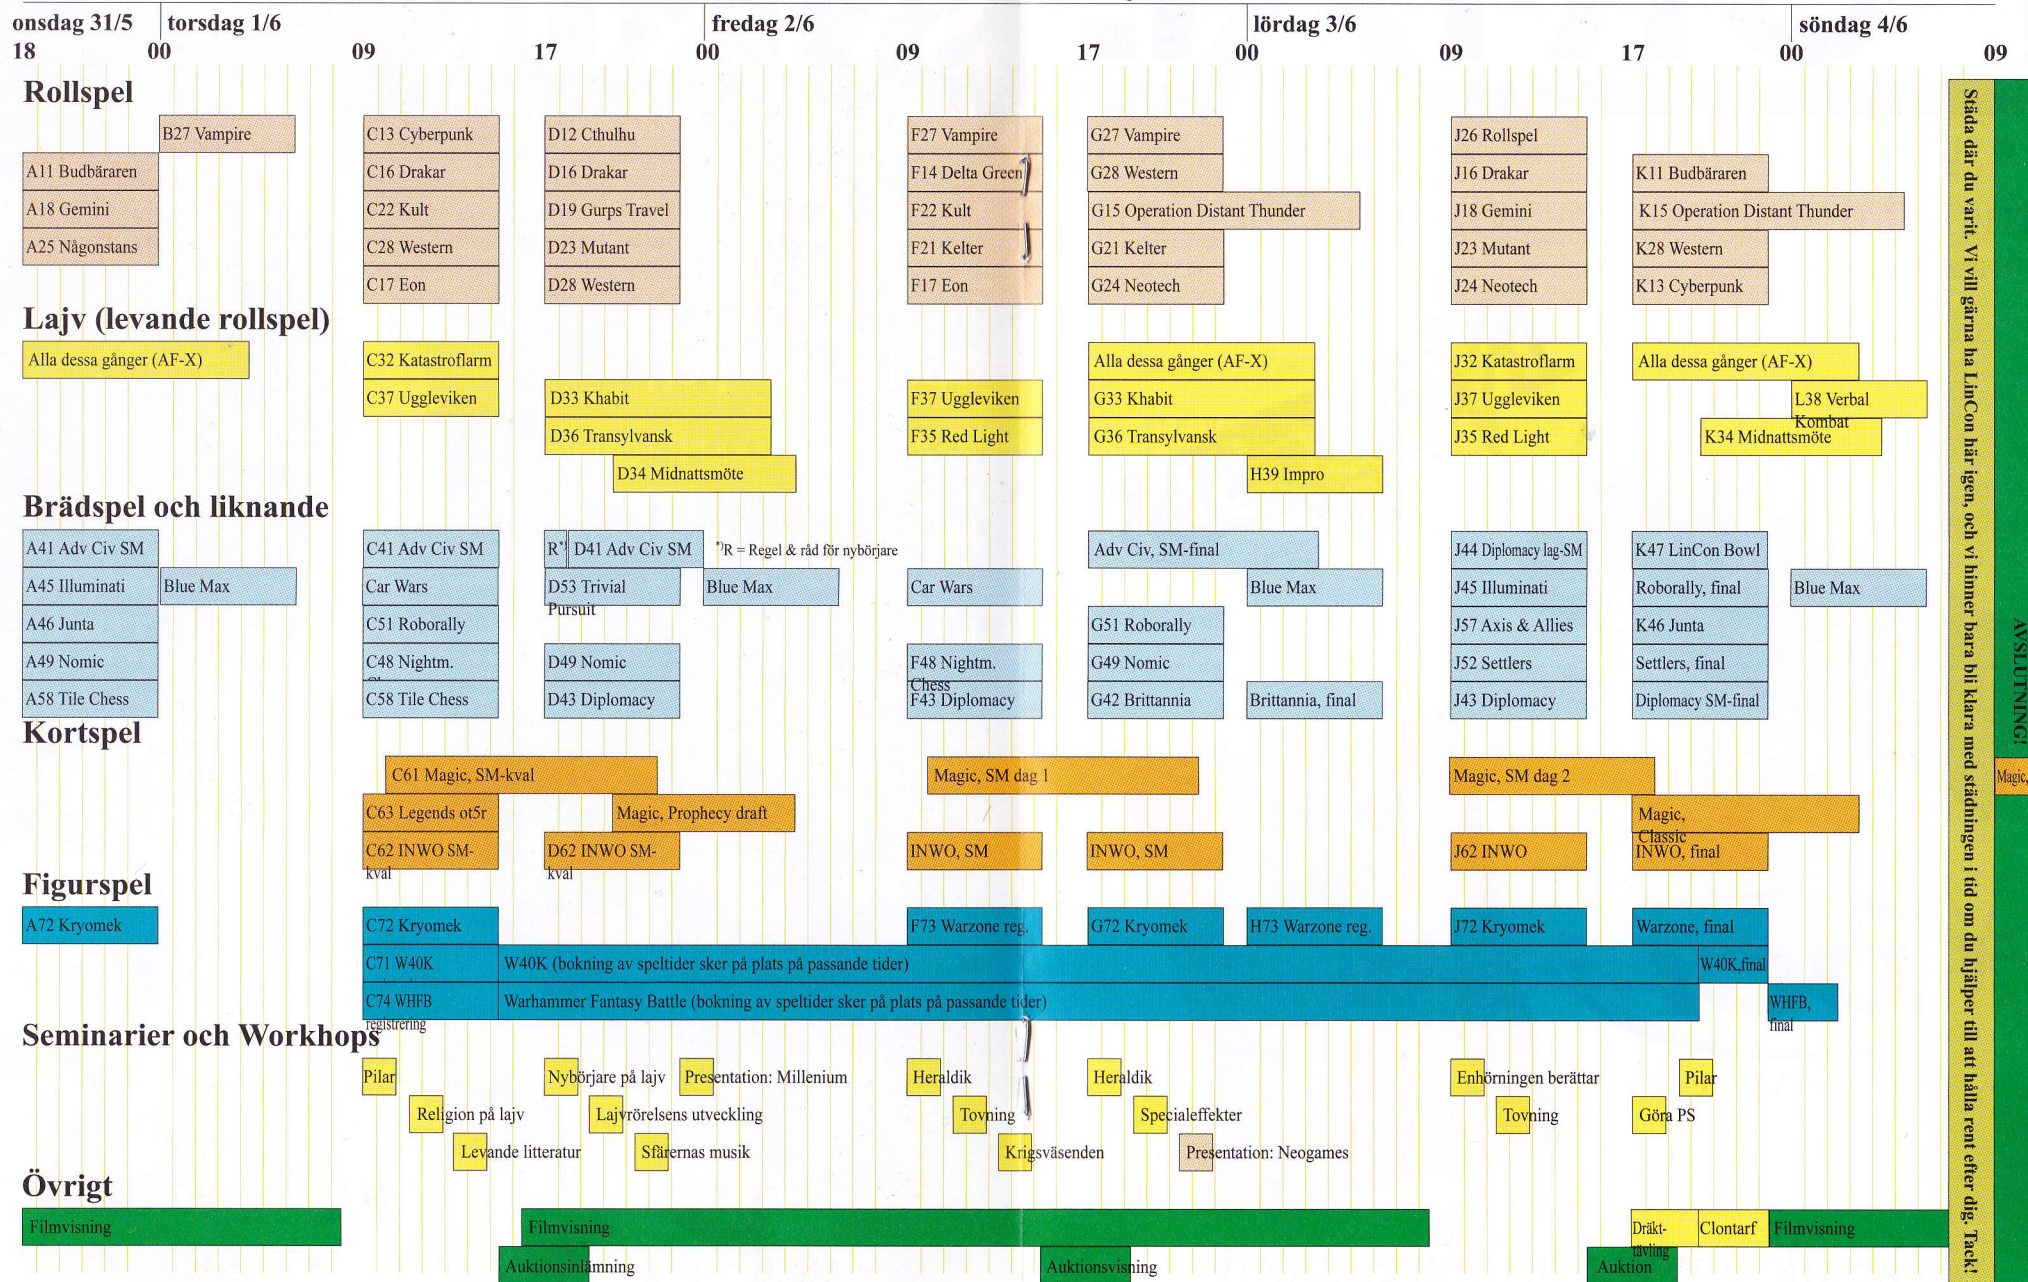 onsdag 31/5 torsdag 1/6 fredag 2/6 lördag 3/6 söndag 4/6
18 00 09 17 00 09 17 00 09 17 00 09
Rollspel
B27 Vampire C13 Cyberpunk D12 Cthulhu F27 Vampire G27 Vampire J26 Rollspel
A11 Budbäraren C16 Drakar D16 Drakar F14 Delta Green G28 Western J16 Drakar K11 Budbäraren
A18 Gemini C22 Kult D19 Gurps Travel F22 Kult G15 Operation Distant Thunder J18 Gemini K15 Operation Distant Thunder
A25 Någonstans C28 Western D23 Mutant F21 Kelter G21 Kelter J23 Mutant K28 Western
C17 Eon D28 Western F17 Eon G24 Neotech J24 Neotech K13 Cyberpunk
Lajv (levande rollspel)
Alla dessa gånger (AF-X) C32 Katastroflarm Alla dessa gånger (AF-X) J32 Katastroflarm Alla dessa gånger (AF-X)
C37 Uggleviken D33 Khabit F37 Uggleviken G33 Khabit J37 Uggleviken L38 Verbal
Kombat
D36 Transylvansk F35 Red Light G36 Transylvansk J35 Red Light K34 Midnattsmöte
D34 Midnattsmöte H39 Impro
Brädspel och liknande
A41 Adv Civ SM C41 Adv Civ SM R*) D41 Adv Civ SM *)R = Regel & råd för nybörjare Adv Civ, SM-final J44 Diplomacy lag-SM K47 LinCon Bowl
A45 Illuminati Blue Max Car Wars D53 Trivial Blue Max Car Wars Blue Max J45 Illuminati Roborally, final Blue Max
Pursuit
A46 Junta C51 Roborally G51 Roborally J57 Axis & Allies K46 Junta
A49 Nomic C48 Nightm. D49 Nomic F48 Nightm. G49 Nomic J52 Settlers Settlers, final
Chess
A58 Tile Chess C58 Tile Chess D43 Diplomacy F43 Diplomacy G42 Brittannia Brittannia, final J43 Diplomacy Diplomacy SM-final
Kortspel
C61 Magic, SM-kval Magic, SM dag 1 Magic, SM dag 2 Magic,
C63 Legends ot5r Magic, Prophecy draft Magic,
Classic
C62 INWO SM- D62 INWO SM- INWO, SM INWO, SM J62 INWO INWO, final
kval kval
Figurspel
A72 Kryomek C72 Kryomek F73 Warzone reg. G72 Kryomek H73 Warzone reg. J72 Kryomek Warzone, final
C71 W40K W40K (bokning av speltider sker på plats på passande tider) W40K,final
C74 WHFB Warhammer Fantasy Battle (bokning av speltider sker på plats på passande tider) WHFB,
registrering final
Seminarier och Workhops
Pilar Nybörjare på lajv Presentation: Millenium Heraldik Heraldik Enhörningen berättar Pilar
Religion på lajv Lajvrörelsens utveckling Tovning Specialeffekter Tovning Göra PS
Levande litteratur Sfärernas musik Krigsväsenden Presentation: Neogames
Övrigt
Filmvisning Filmvisning Dräkt- Clontarf Filmvisning
tävling
Auktionsinlämning Auktionsvisning Auktion
Städa där du varit. Vi vill gärna ha LinCon här igen, och vi hinner bara bli klara med städningen i tid om du hjälper till att hålla rent efter dig. Tack!
AVSLUTNING!